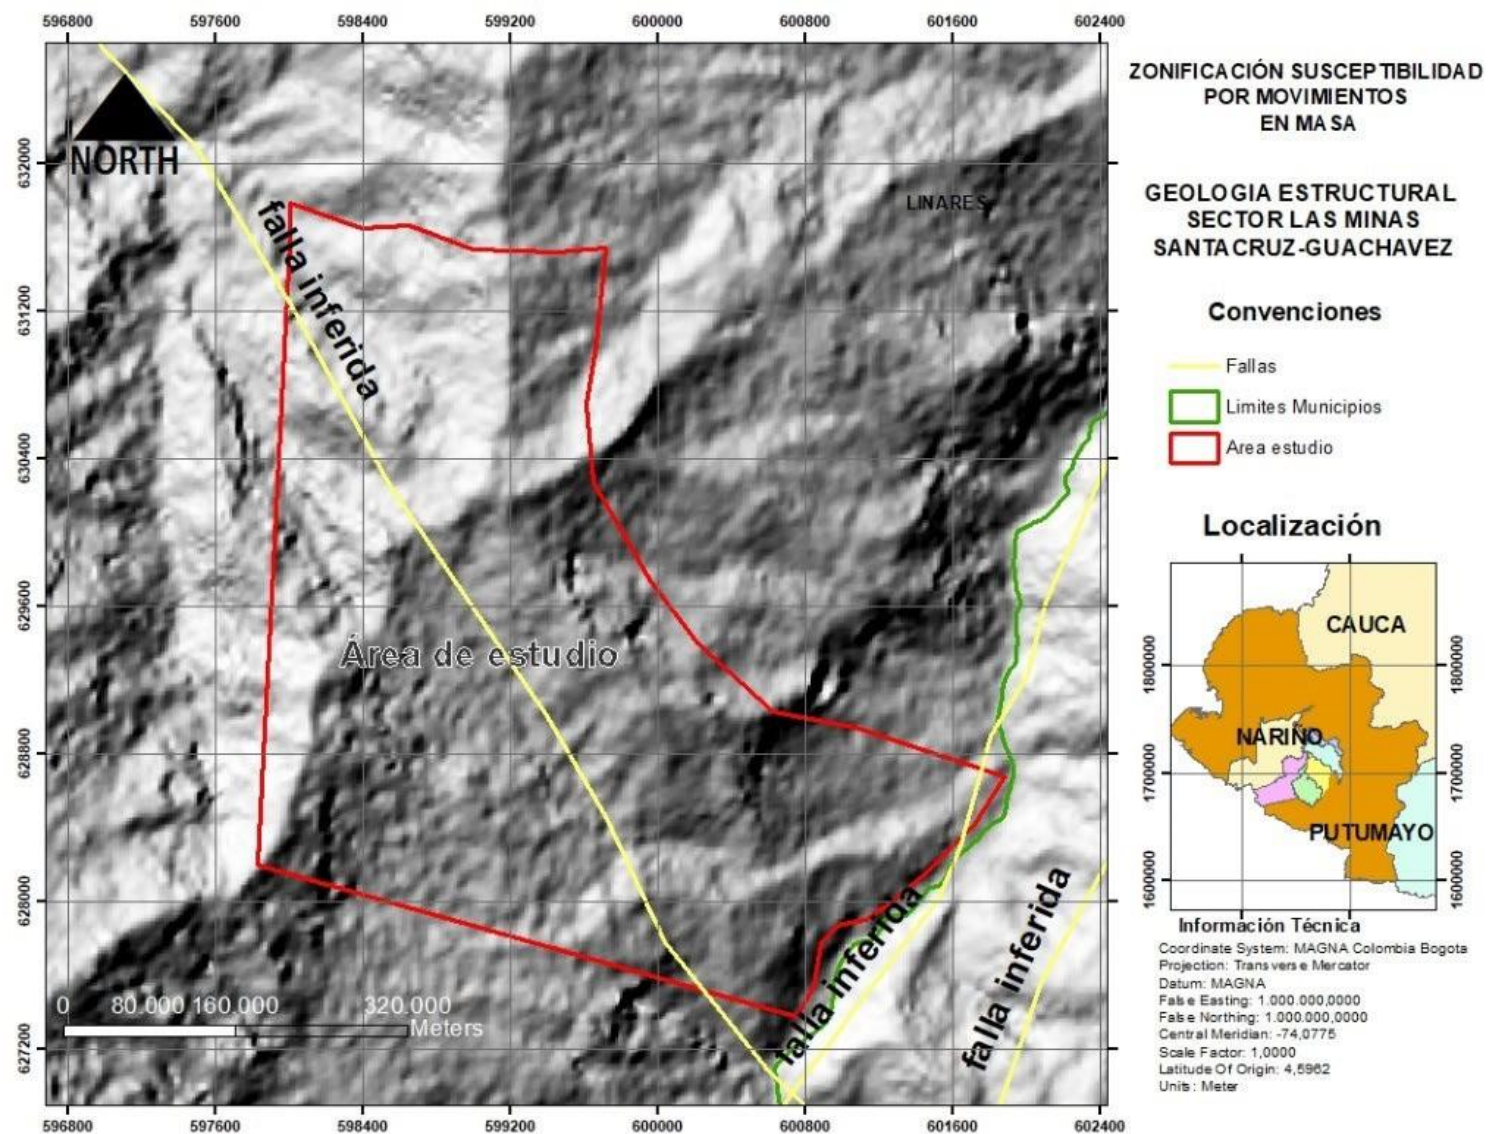 596800 597600 598400 599200 600000 600800 601600 602400
ZONIFICACIÓN SUSCEPTIBILIDAD
POR MOVIMIENTOS
EN MASA
632000
NORTH
LINARES
GEOLOGIA ESTRUCTURAL
SECTOR LAS MINAS
SANTACRUZ-GUACHAVEZ
falla inferida
631200
Convenciones
Fallas
Limites Municipios
Area estudio
630400
Localización
629600
Área de estudio
628800
628000
627200
falla inferida
falla inferida
0 80.000 160.000 320.000
Meters
CAUCA
NARIÑO
PUTUMAYO
1800000
1700000
1600000
1800000
1700000
1600000
Información Técnica
Coordinate System: MAGNA Colombia Bogota
Projection: Transverse Mercator
Datum: MAGNA
False Easting: 1.000.000,0000
False Northing: 1.000.000,0000
Central Meridian: -74,0775
Scale Factor: 1,0000
Latitude Of Origin: 4,5962
Units: Meter
596800 597600 598400 599200 600000 600800 601600 602400